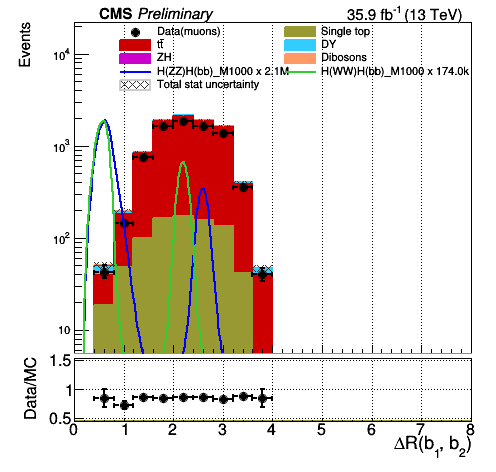 CMS Preliminary 35.9 fb⁻¹ (13 TeV)
Events
Data(muons) Single top
tt̄ DY
ZH Dibosons
H(ZZ)H(bb)_M1000 x 2.1M H(WW)H(bb)_M1000 x 174.0k
Total stat uncertainty
10⁴
10³
10²
10
Data/MC
1.5
1
0.5
0 1 2 3 4 5 6 7 8
ΔR(b₁, b₂)